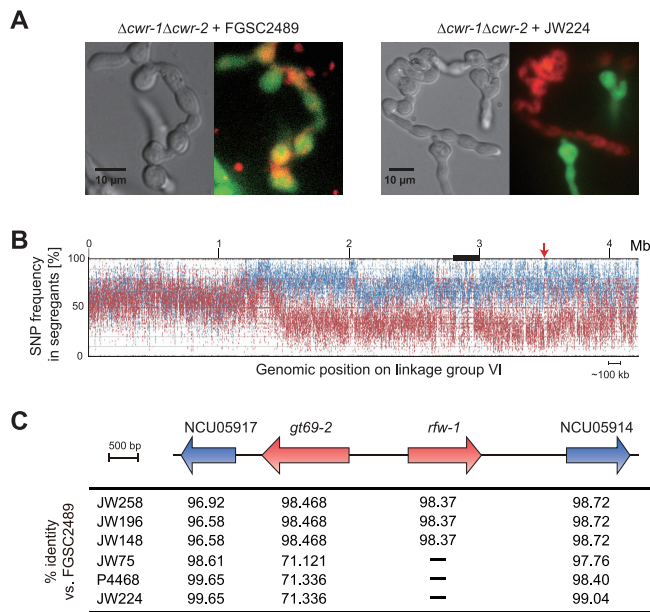 A
Δcwr-1Δcwr-2 + FGSC2489
Δcwr-1Δcwr-2 + JW224
10 µm
10 µm
B
0 1 2 3 4 Mb
SNP frequency
in segregants [%]
100
50
0
Genomic position on linkage group VI
~100 kb
C
500 bp
NCU05917 gt69-2 rfw-1 NCU05914
% identity
vs. FGSC2489
JW258 96.92 98.468 98.37 98.72
JW196 96.58 98.468 98.37 98.72
JW148 96.58 98.468 98.37 98.72
JW75 98.61 71.121 — 97.76
P4468 99.65 71.336 — 98.40
JW224 99.65 71.336 — 99.04